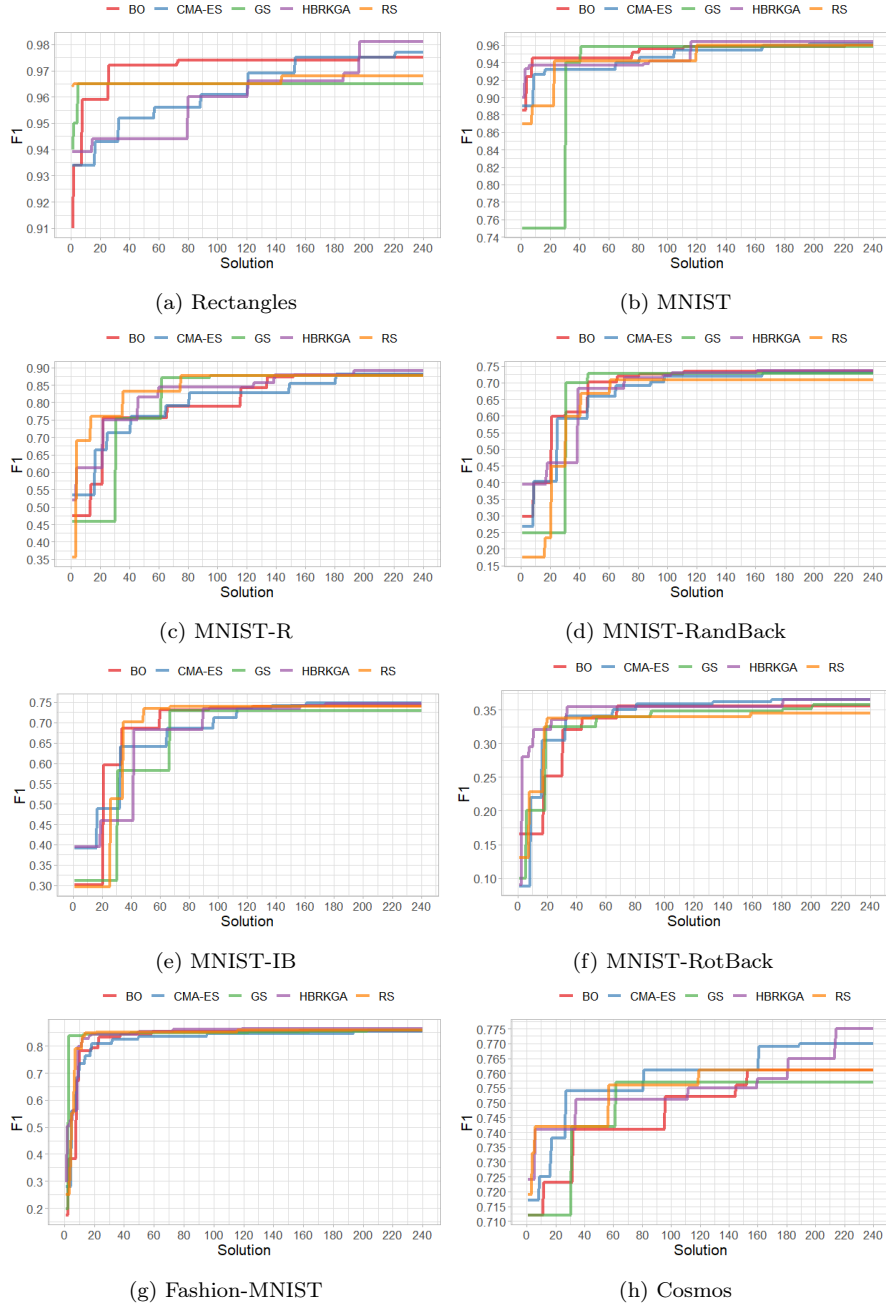 BO CMA-ES GS HBRKGA RS
BO CMA-ES GS HBRKGA RS
F1
0.98
0.97
0.96
0.95
0.94
0.93
0.92
0.91
0 20 40 60 80 100 120 140 160 180 200 220 240
Solution
(a) Rectangles
F1
0.96
0.94
0.92
0.90
0.88
0.86
0.84
0.82
0.80
0.78
0.76
0.74
0 20 40 60 80 100 120 140 160 180 200 220 240
Solution
(b) MNIST
BO CMA-ES GS HBRKGA RS
BO CMA-ES GS HBRKGA RS
F1
0.90
0.85
0.80
0.75
0.70
0.65
0.60
0.55
0.50
0.45
0.40
0.35
0 20 40 60 80 100 120 140 160 180 200 220 240
Solution
(c) MNIST-R
F1
0.75
0.70
0.65
0.60
0.55
0.50
0.45
0.40
0.35
0.30
0.25
0.20
0.15
0 20 40 60 80 100 120 140 160 180 200 220 240
Solution
(d) MNIST-RandBack
BO CMA-ES GS HBRKGA RS
BO CMA-ES GS HBRKGA RS
F1
0.75
0.70
0.65
0.60
0.55
0.50
0.45
0.40
0.35
0.30
0 20 40 60 80 100 120 140 160 180 200 220 240
Solution
(e) MNIST-IB
F1
0.35
0.30
0.25
0.20
0.15
0.10
0 20 40 60 80 100 120 140 160 180 200 220 240
Solution
(f) MNIST-RotBack
BO CMA-ES GS HBRKGA RS
BO CMA-ES GS HBRKGA RS
F1
0.8
0.7
0.6
0.5
0.4
0.3
0.2
0 20 40 60 80 100 120 140 160 180 200 220 240
Solution
(g) Fashion-MNIST
F1
0.775
0.765
0.760
0.755
0.750
0.745
0.740
0.735
0.730
0.725
0.720
0.715
0.710
0 20 40 60 80 100 120 140 160 180 200 220 240
Solution
(h) Cosmos